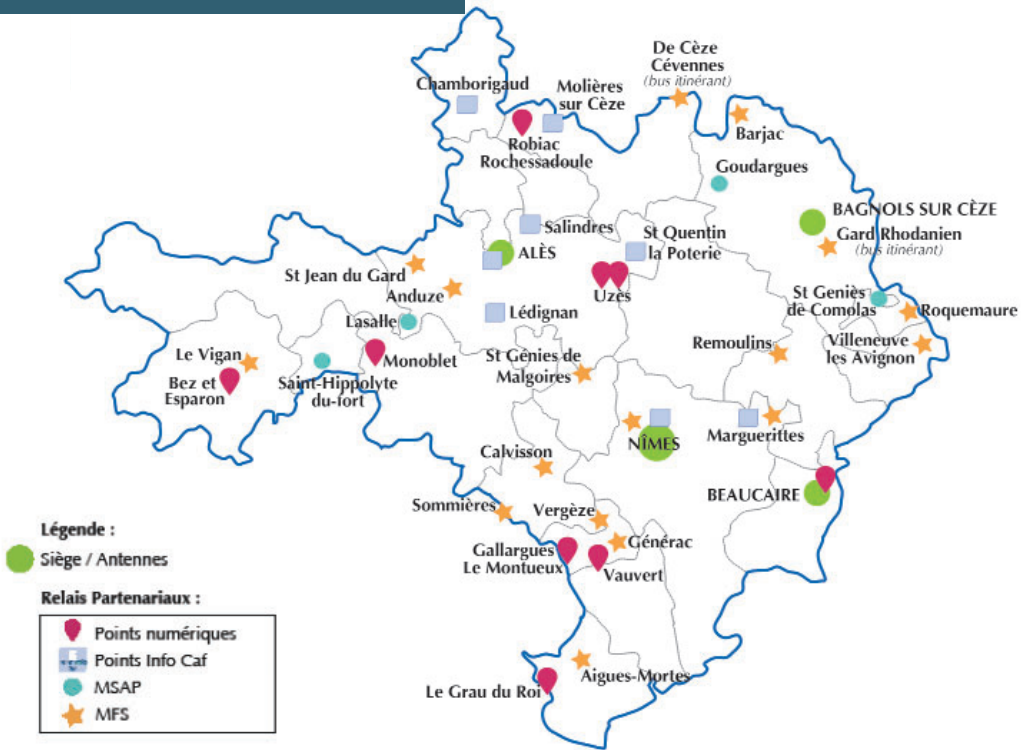 De Cèze
Cévennes
(bus itinérant)
Chamborigaud
Molières
sur Cèze
Barjac
Robiac
Rochessadoule
Goudargues
BAGNOLS SUR CÈZE
Gard Rhodanien
(bus itinérant)
Salindres
St Quentin
la Poterie
ALÈS
St Jean du Gard
Anduze
Uzès
St Geniès
de Comolas
Roquemaure
Lédignan
Lasalle
Monoblet
Remoulins
Villeneuve
les Avignon
Le Vigan
St Génies de
Malgoires
Bez et
Esparon
Saint-Hippolyte
du-fort
NÎMES
Marguerittes
Calvisson
BEAUCAIRE
Sommières
Vergèze
Générac
Gallargues
Le Montueux
Vauvert
Aigues-Mortes
Le Grau du Roi
Légende :
Siège / Antennes
Relais Partenariaux :
Points numériques
Points Info Caf
MSAP
MFS